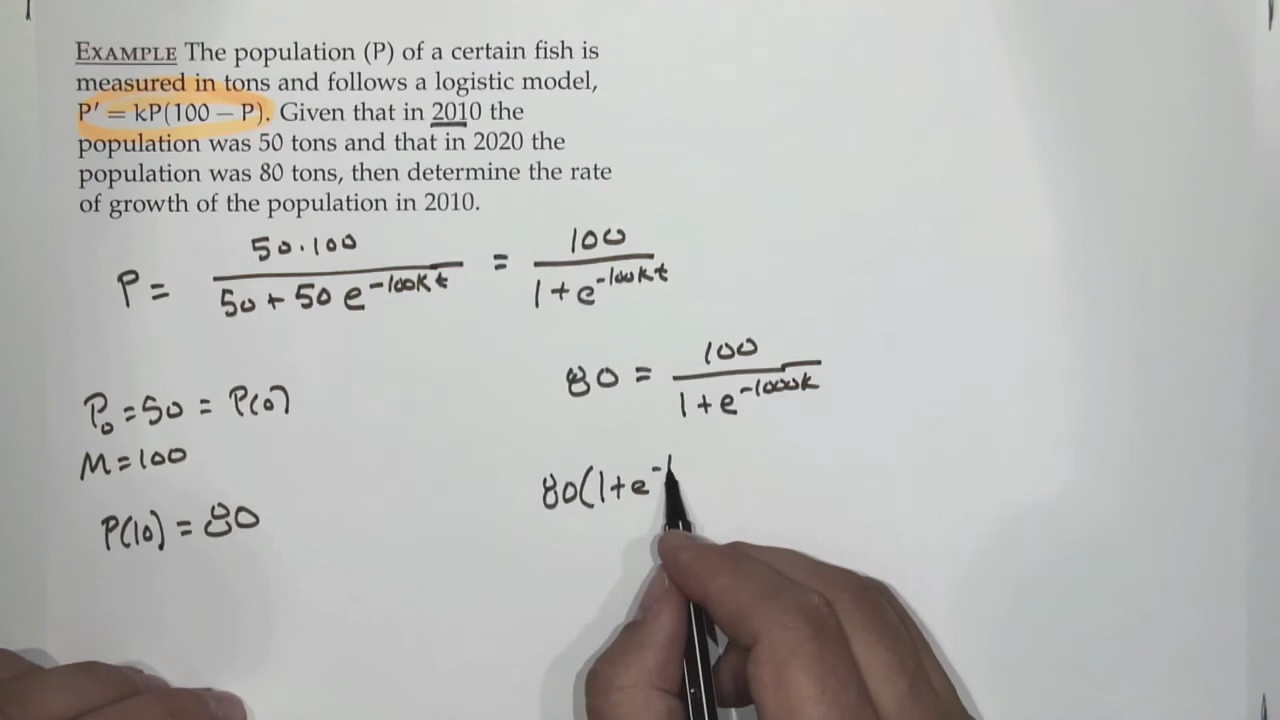 EXAMPLE The population (P) of a certain fish is
measured in tons and follows a logistic model,
P′ = kP(100 − P). Given that in 2010 the
population was 50 tons and that in 2020 the
population was 80 tons, then determine the rate
of growth of the population in 2010.
P = 50·100 / (50 + 50 e^(-100kt)) = 100 / (1 + e^(-100kt))
80 = 100 / (1 + e^(-1000k))
P₀ = 50 = P(0)
M = 100
80(1+e^-1
P(10) = 80